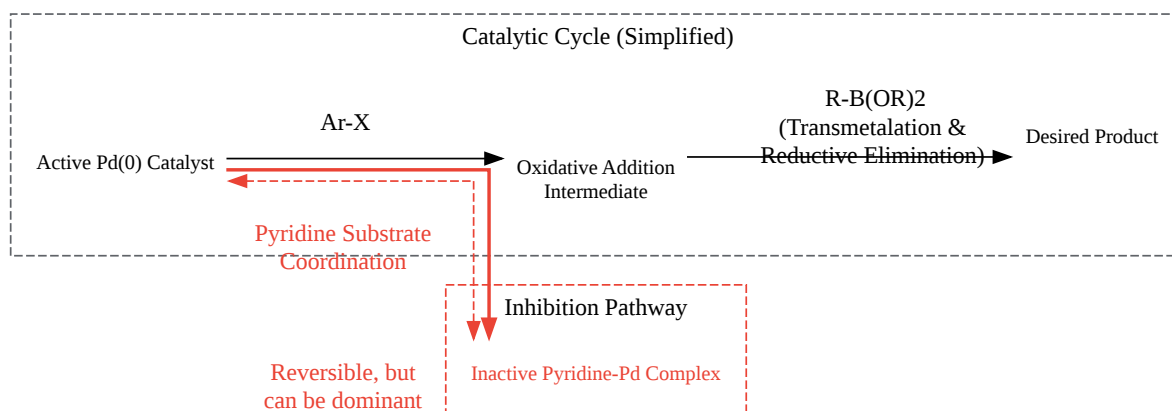 Catalytic Cycle (Simplified)
Ar-X
R-B(OR)2
(Transmetalation &
Reductive Elimination)
Active Pd(0) Catalyst
Oxidative Addition
Intermediate
Desired Product
Pyridine Substrate
Coordination
Inhibition Pathway
Reversible, but
can be dominant
Inactive Pyridine-Pd Complex